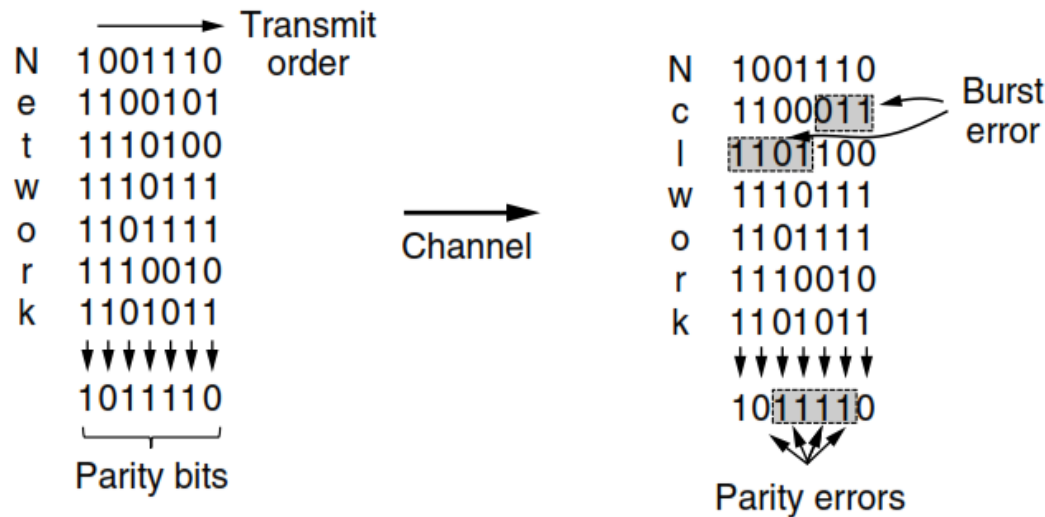 Transmit
order
N 1001110
e 1100101
t 1110100
w 1110111
o 1101111
r 1110010
k 1101011
1011110
Parity bits
Channel
N 1001110
c 1100011
l 1101100
w 1110111
o 1101111
r 1110010
k 1101011
1011110
Burst
error
Parity errors